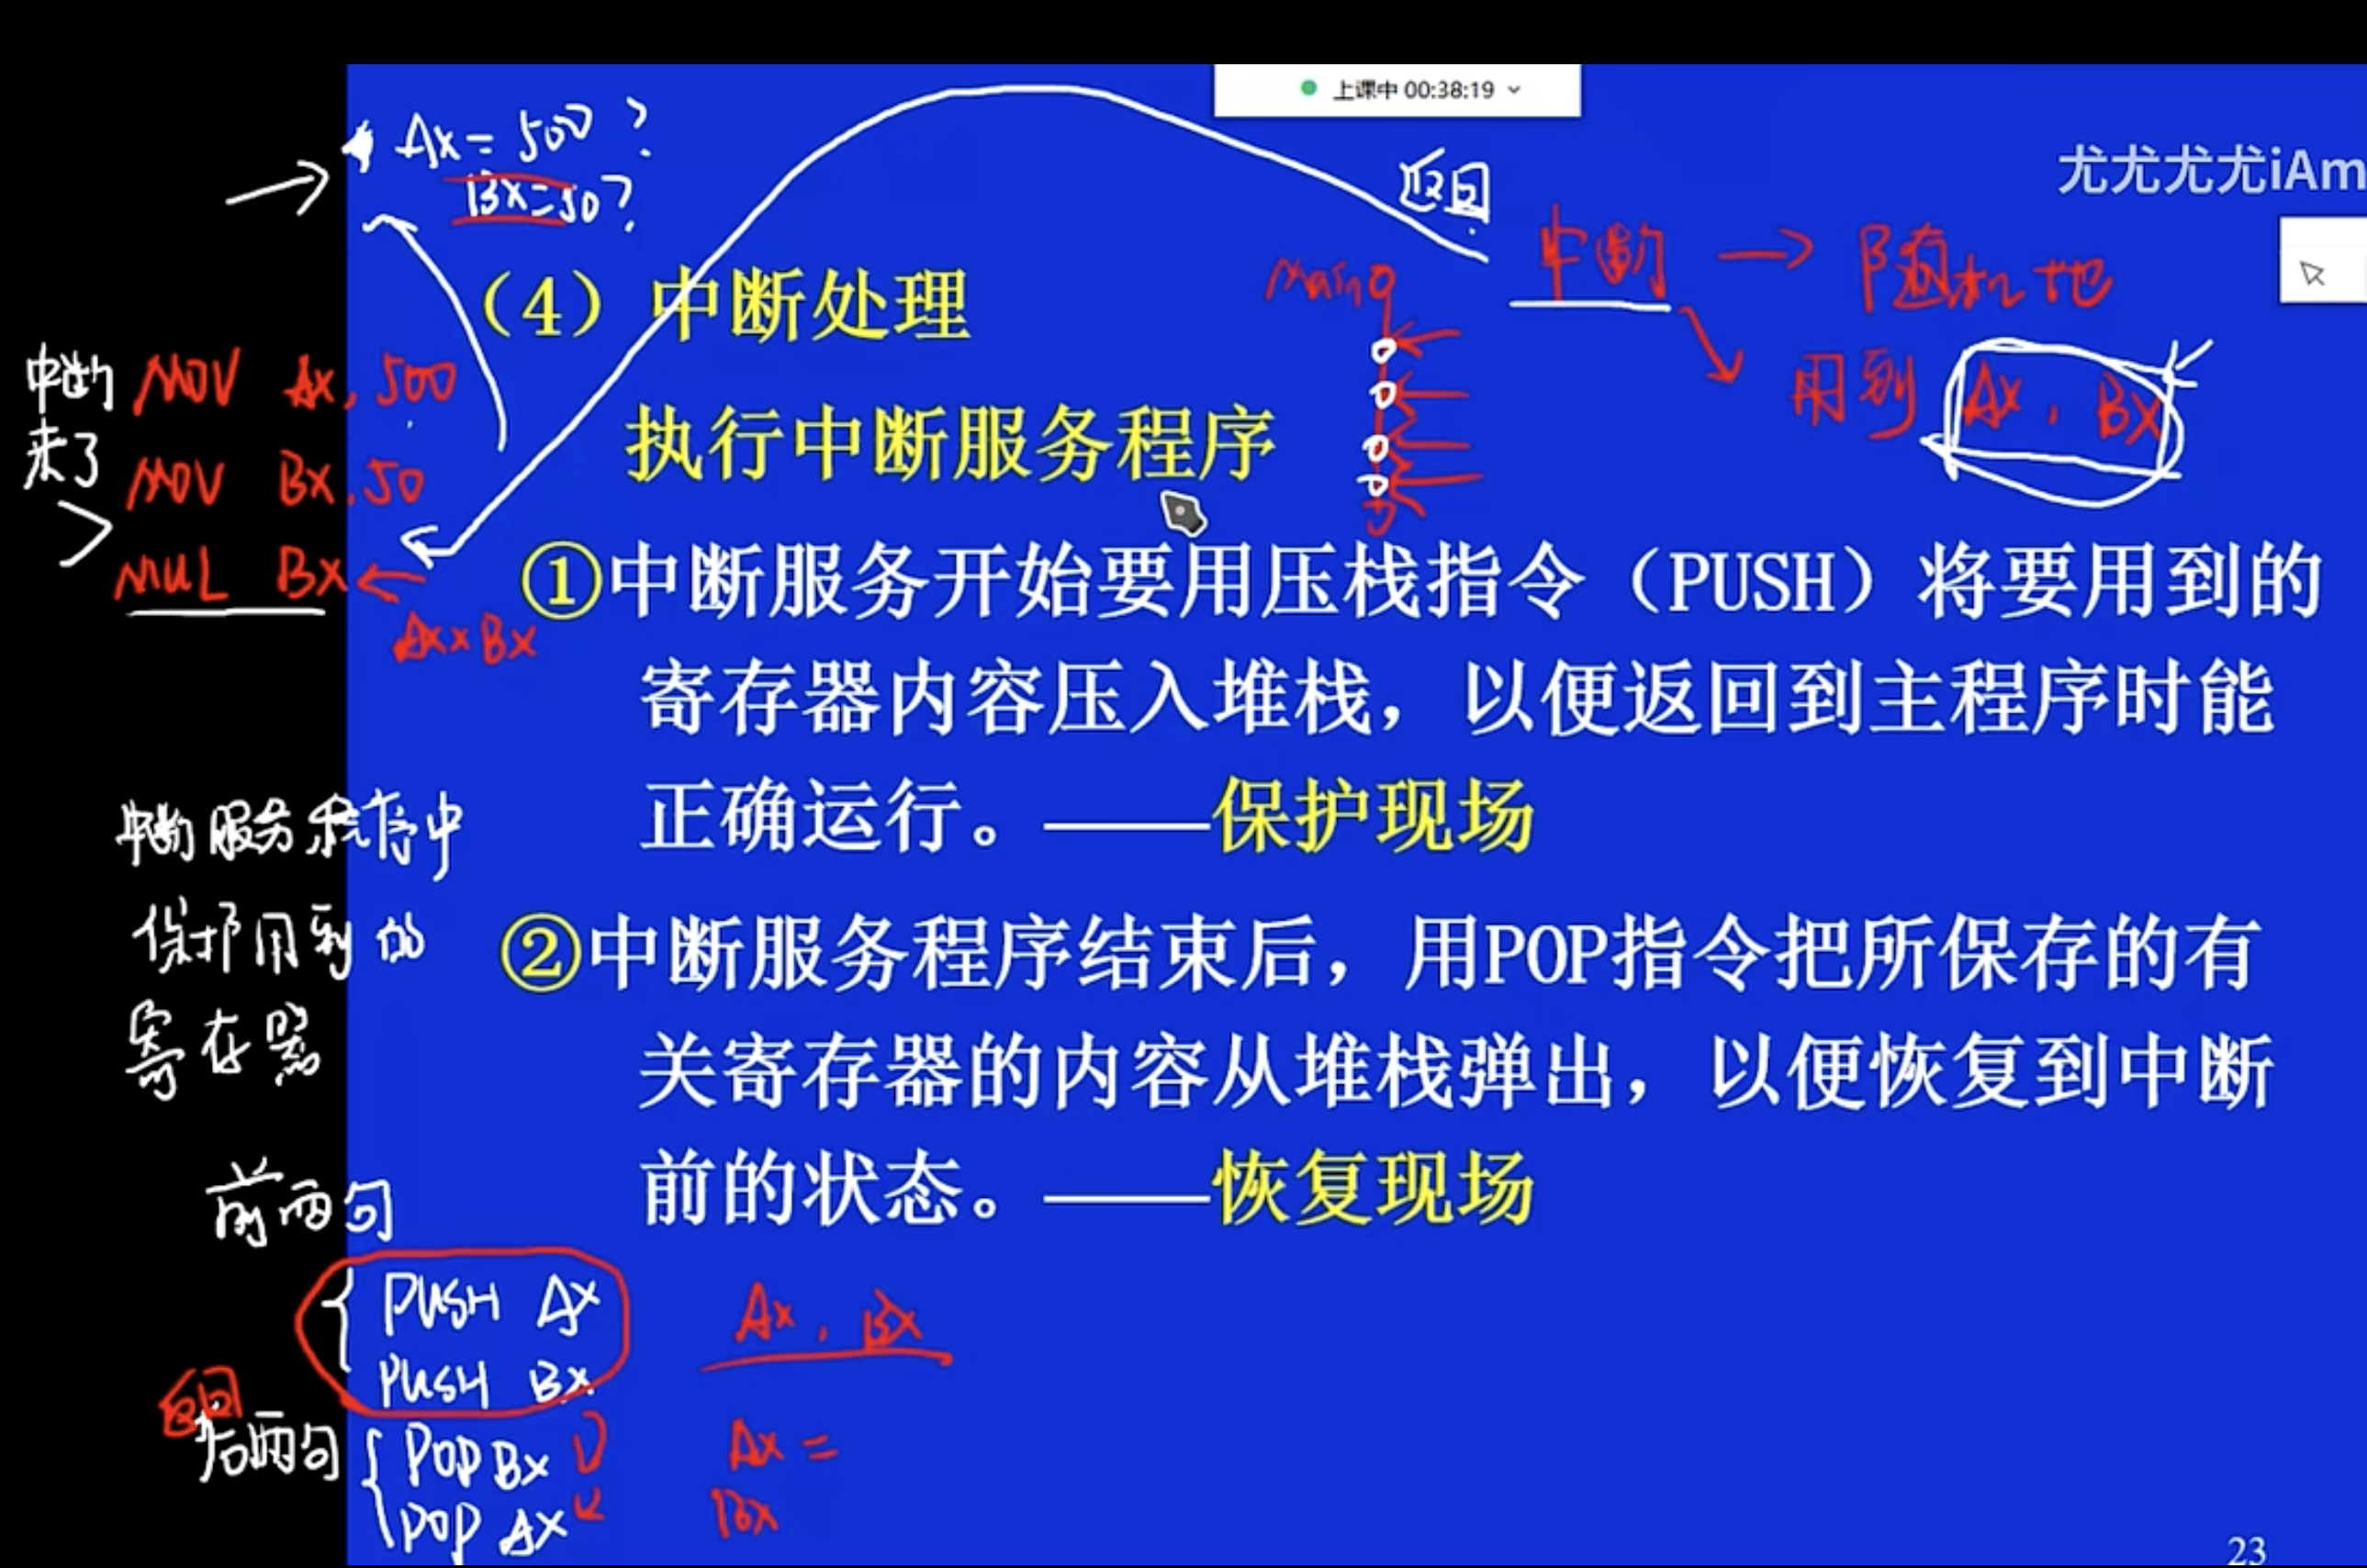 上课中 00:38:19
尤尤尤尤iAm
Ax = 500 ?
Bx=50?
返回
中断 → 随机地
用到 Ax, Bx
（4）中断处理
执行中断服务程序
中断
来了
MOV Ax, 500
MOV Bx, 50
MUL Bx
Ax×Bx
①中断服务开始要用压栈指令（PUSH）将要用到的
寄存器内容压入堆栈，以便返回到主程序时能
正确运行。——保护现场
中断服务程序中
保护用到的
寄存器
②中断服务程序结束后，用POP指令把所保存的有
关寄存器的内容从堆栈弹出，以便恢复到中断
前的状态。——恢复现场
前两句
PUSH Ax
PUSH Bx
Ax, Bx
返回
后两句
POP Bx
POP Ax
Ax =
Bx
23